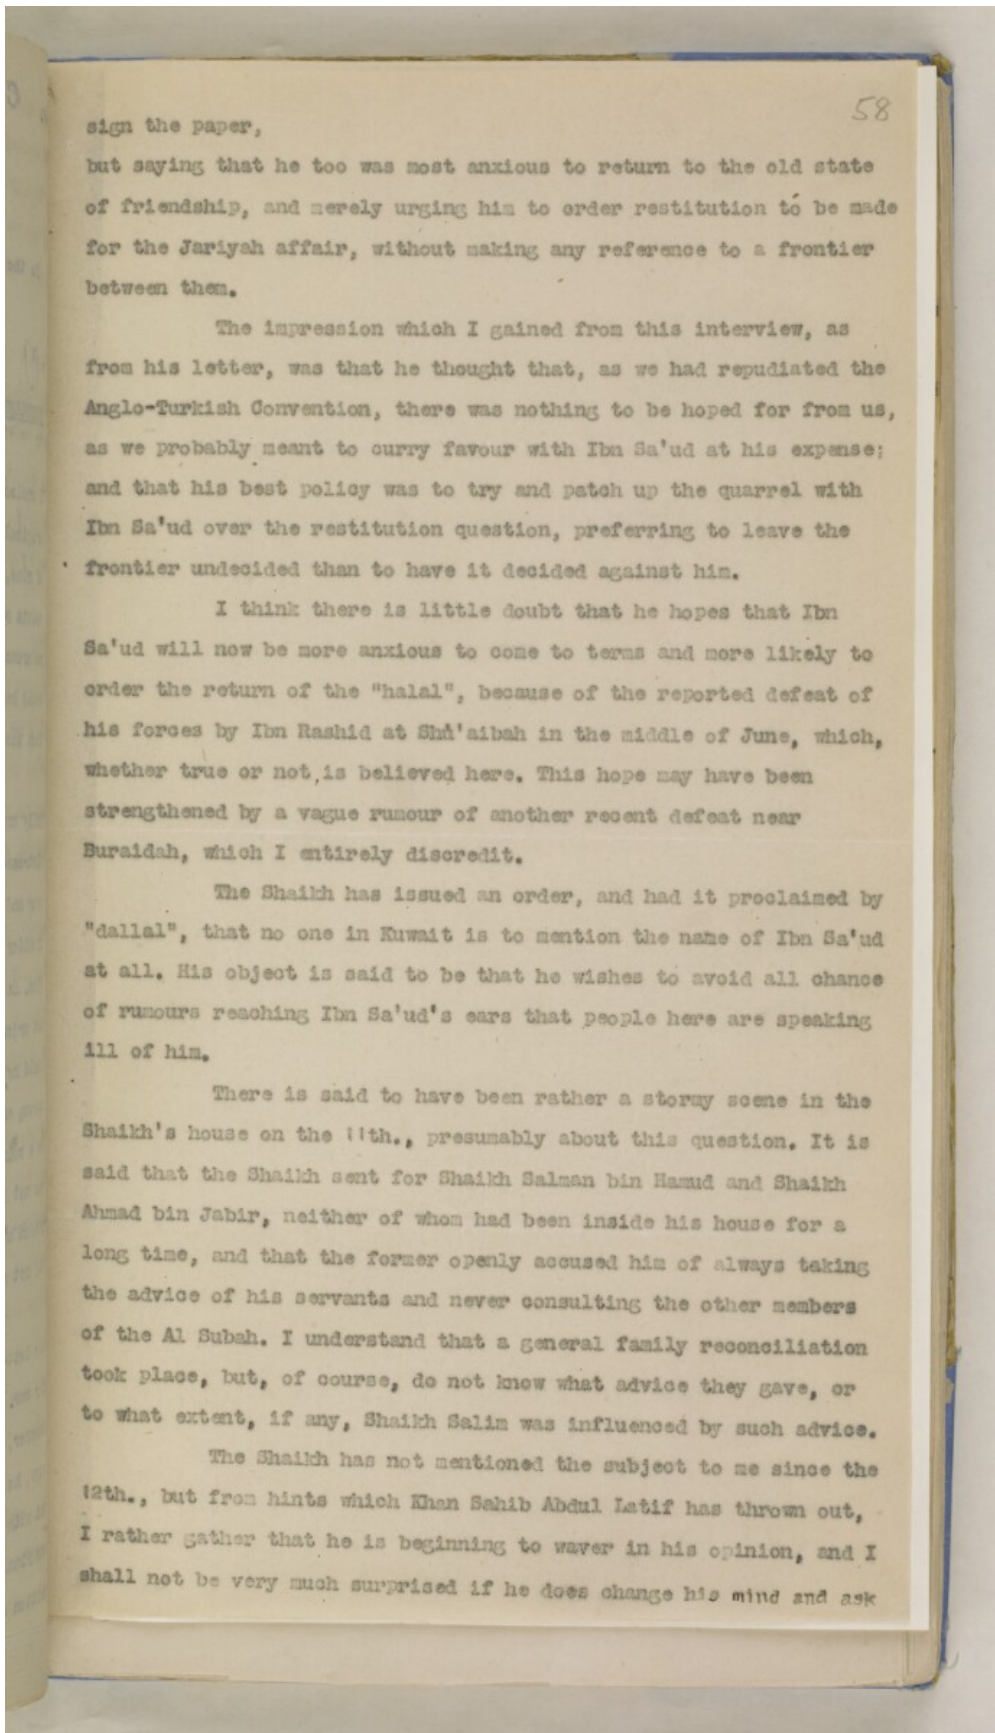 58
sign the paper,
but saying that he too was most anxious to return to the old state
of friendship, and merely urging him to order restitution to be made
for the Jariyah affair, without making any reference to a frontier
between them.
The impression which I gained from this interview, as
from his letter, was that he thought that, as we had repudiated the
Anglo-Turkish Convention, there was nothing to be hoped for from us,
as we probably meant to curry favour with Ibn Sa'ud at his expense;
and that his best policy was to try and patch up the quarrel with
Ibn Sa'ud over the restitution question, preferring to leave the
frontier undecided than to have it decided against him.
I think there is little doubt that he hopes that Ibn
Sa'ud will now be more anxious to come to terms and more likely to
order the return of the "halal", because of the reported defeat of
his forces by Ibn Rashid at Sha'aibah in the middle of June, which,
whether true or not, is believed here. This hope may have been
strengthened by a vague rumour of another recent defeat near
Buraidah, which I entirely discredit.
The Shaikh has issued an order, and had it proclaimed by
"dallal", that no one in Kuwait is to mention the name of Ibn Sa'ud
at all. His object is said to be that he wishes to avoid all chance
of rumours reaching Ibn Sa'ud's ears that people here are speaking
ill of him.
There is said to have been rather a stormy scene in the
Shaikh's house on the 11th., presumably about this question. It is
said that the Shaikh sent for Shaikh Salman bin Hamud and Shaikh
Ahmad bin Jabir, neither of whom had been inside his house for a
long time, and that the former openly accused him of always taking
the advice of his servants and never consulting the other members
of the Al Subah. I understand that a general family reconciliation
took place, but, of course, do not know what advice they gave, or
to what extent, if any, Shaikh Salim was influenced by such advice.
The Shaikh has not mentioned the subject to me since the
12th., but from hints which Khan Sahib Abdul Latif has thrown out,
I rather gather that he is beginning to waver in his opinion, and I
shall not be very much surprised if he does change his mind and ask